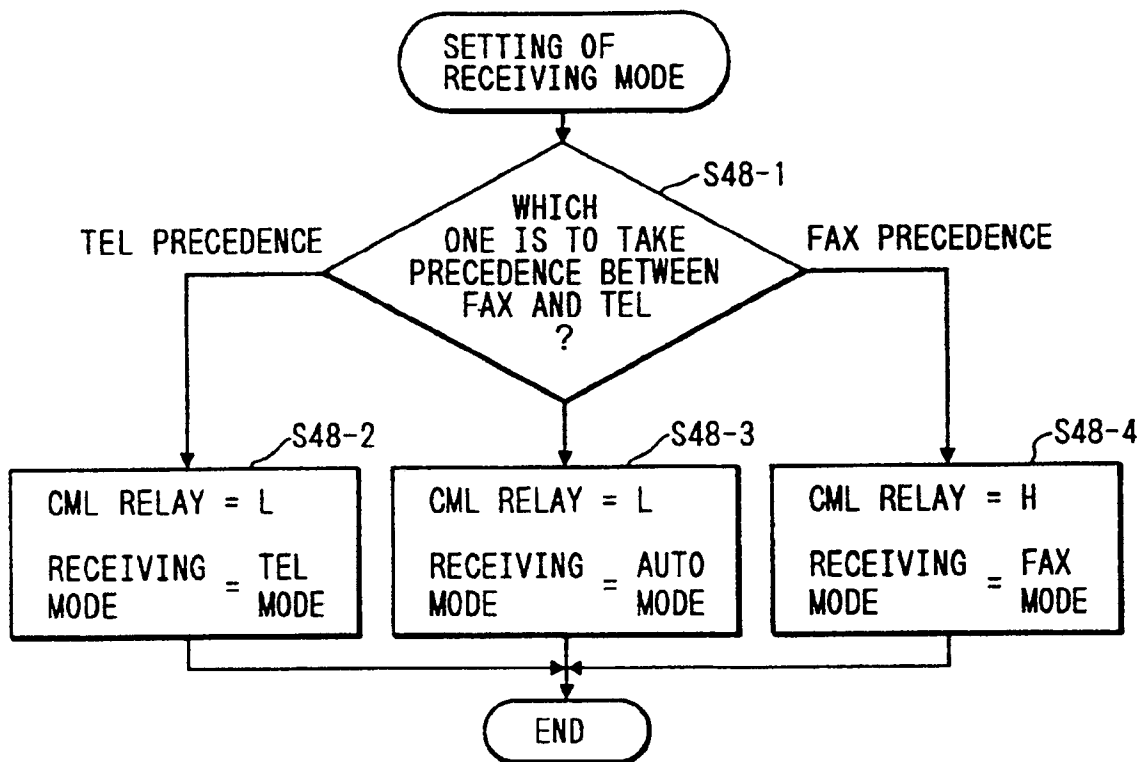 SETTING OF
RECEIVING MODE
S48-1
WHICH
ONE IS TO TAKE
PRECEDENCE BETWEEN
FAX AND TEL
?
TEL PRECEDENCE
FAX PRECEDENCE
S48-2
CML RELAY = L
RECEIVING MODE = TEL MODE
S48-3
CML RELAY = L
RECEIVING MODE = AUTO MODE
S48-4
CML RELAY = H
RECEIVING MODE = FAX MODE
END